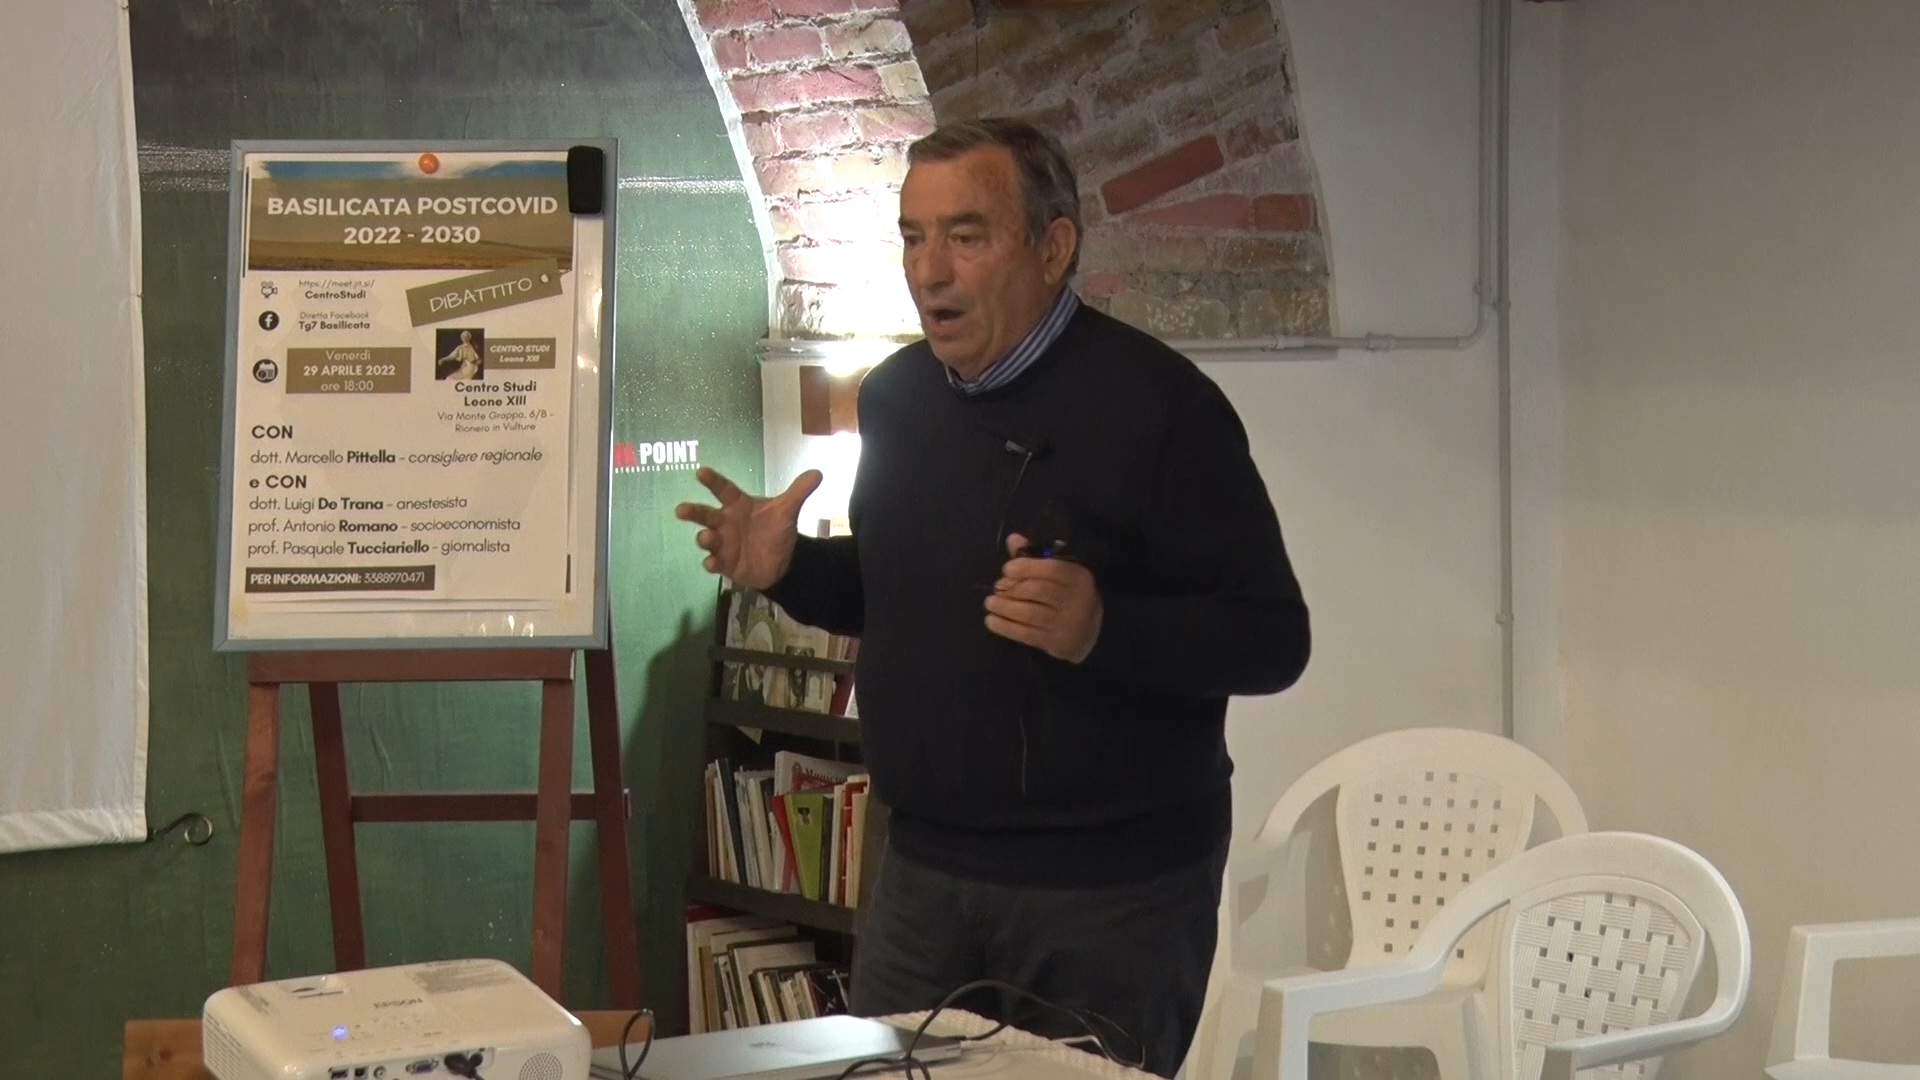 BASILICATA POSTCOVID
2022 - 2030
https://meet.jit.si/
CentroStudi
DIBATTITO
Diretta Facebook
Tg7 Basilicata
Venerdì
29 APRILE 2022
ore 18:00
CENTRO STUDI
Leone XIII
Centro Studi
Leone XIII
Via Monte Grappa, 6/B -
Rionero in Vulture
CON
dott. Marcello Pittella - consigliere regionale
e CON
dott. Luigi De Trana - anestesista
prof. Antonio Romano - socioeconomista
prof. Pasquale Tucciariello - giornalista
PER INFORMAZIONI: 3388970471
POINT
EPSON